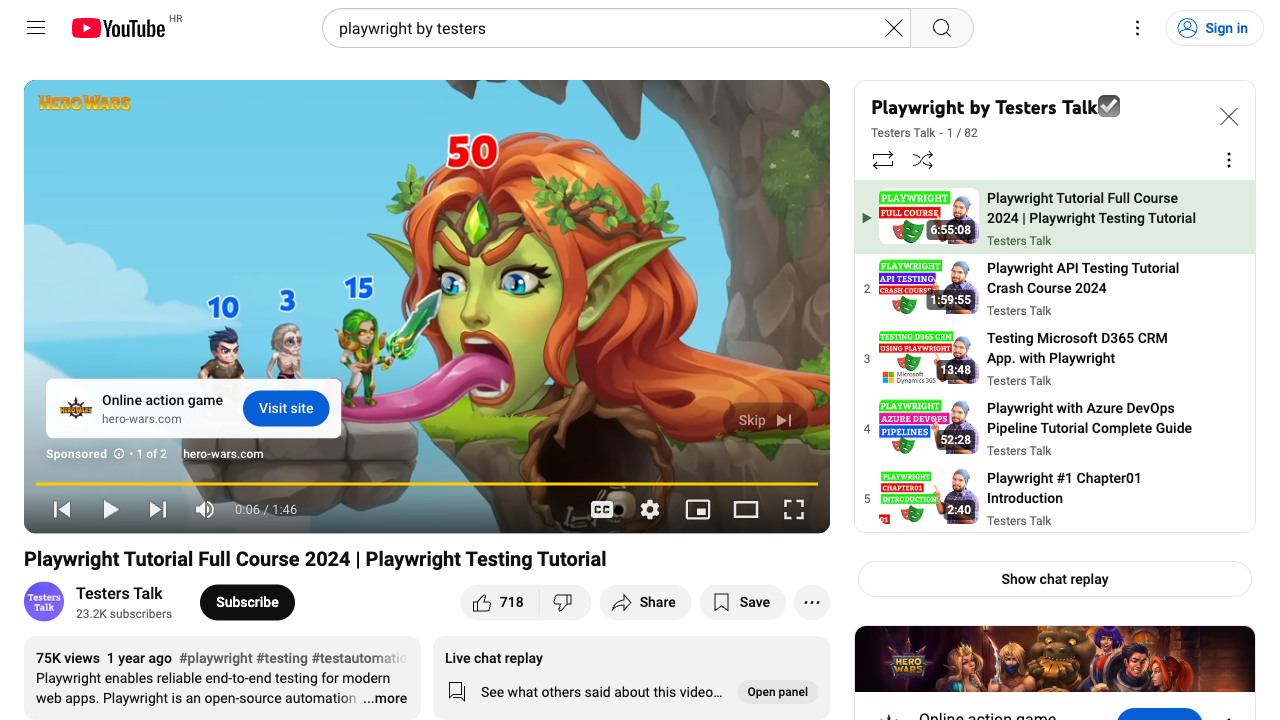 YouTube HR
playwright by testers
Sign in
HERO WARS
50
10
3
15
Online action game
hero-wars.com
Visit site
Skip
Sponsored · 1 of 2 hero-wars.com
0:06 / 1:46
CC
Playwright Tutorial Full Course 2024 | Playwright Testing Tutorial
Testers Talk
Testers Talk
23.2K subscribers
Subscribe
718
Share
Save
75K views 1 year ago #playwright #testing #testautomatic
Playwright enables reliable end-to-end testing for modern
web apps. Playwright is an open-source automation ...more
Live chat replay
See what others said about this video...
Open panel
Playwright by Testers Talk☑
Testers Talk - 1 / 82
PLAYWRIGHT
FULL COURSE
6:55:08
Playwright Tutorial Full Course
2024 | Playwright Testing Tutorial
Testers Talk
2
PLAYWRIGHT
API TESTING
CRASH COURSE
1:59:55
Playwright API Testing Tutorial
Crash Course 2024
Testers Talk
3
TESTING D365 CRM
USING PLAYWRIGHT
Microsoft
Dynamics 365
13:48
Testing Microsoft D365 CRM
App. with Playwright
Testers Talk
4
PLAYWRIGHT
AZURE DEVOPS
PIPELINES
52:28
Playwright with Azure DevOps
Pipeline Tutorial Complete Guide
Testers Talk
5
PLAYWRIGHT
CHAPTER01
INTRODUCTION
01
2:40
Playwright #1 Chapter01
Introduction
Testers Talk
Show chat replay
HERO WARS
Online action game